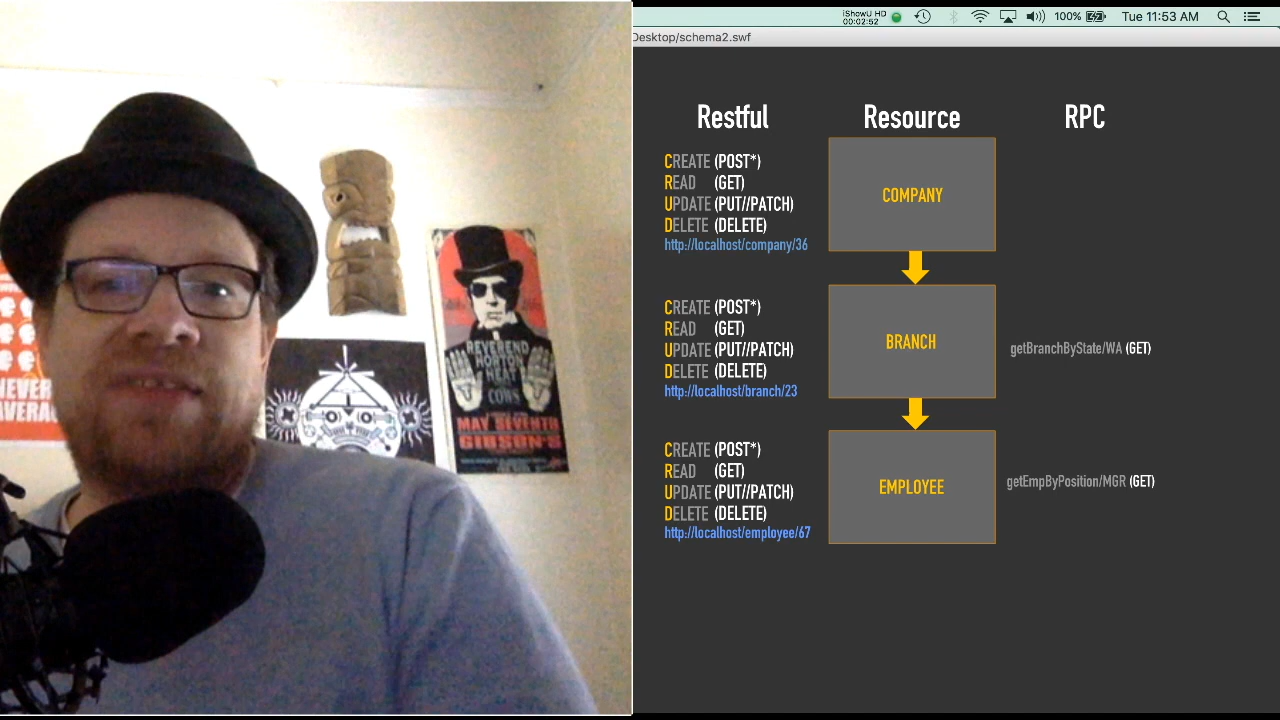 iShowU HD
00:02:52
100%
Tue 11:53 AM
Desktop/schema2.swf
Restful
Resource
RPC
CREATE (POST*)
READ (GET)
UPDATE (PUT//PATCH)
DELETE (DELETE)
http://localhost/company/36
COMPANY
CREATE (POST*)
READ (GET)
UPDATE (PUT//PATCH)
DELETE (DELETE)
http://localhost/branch/23
BRANCH
getBranchByState/WA (GET)
CREATE (POST*)
READ (GET)
UPDATE (PUT//PATCH)
DELETE (DELETE)
http://localhost/employee/67
EMPLOYEE
getEmpByPosition/MGR (GET)
NEVER
AVERAGE
REVEREND
HORTON
HEAT
COWS
MAY SEVENTH
GIBSON'S